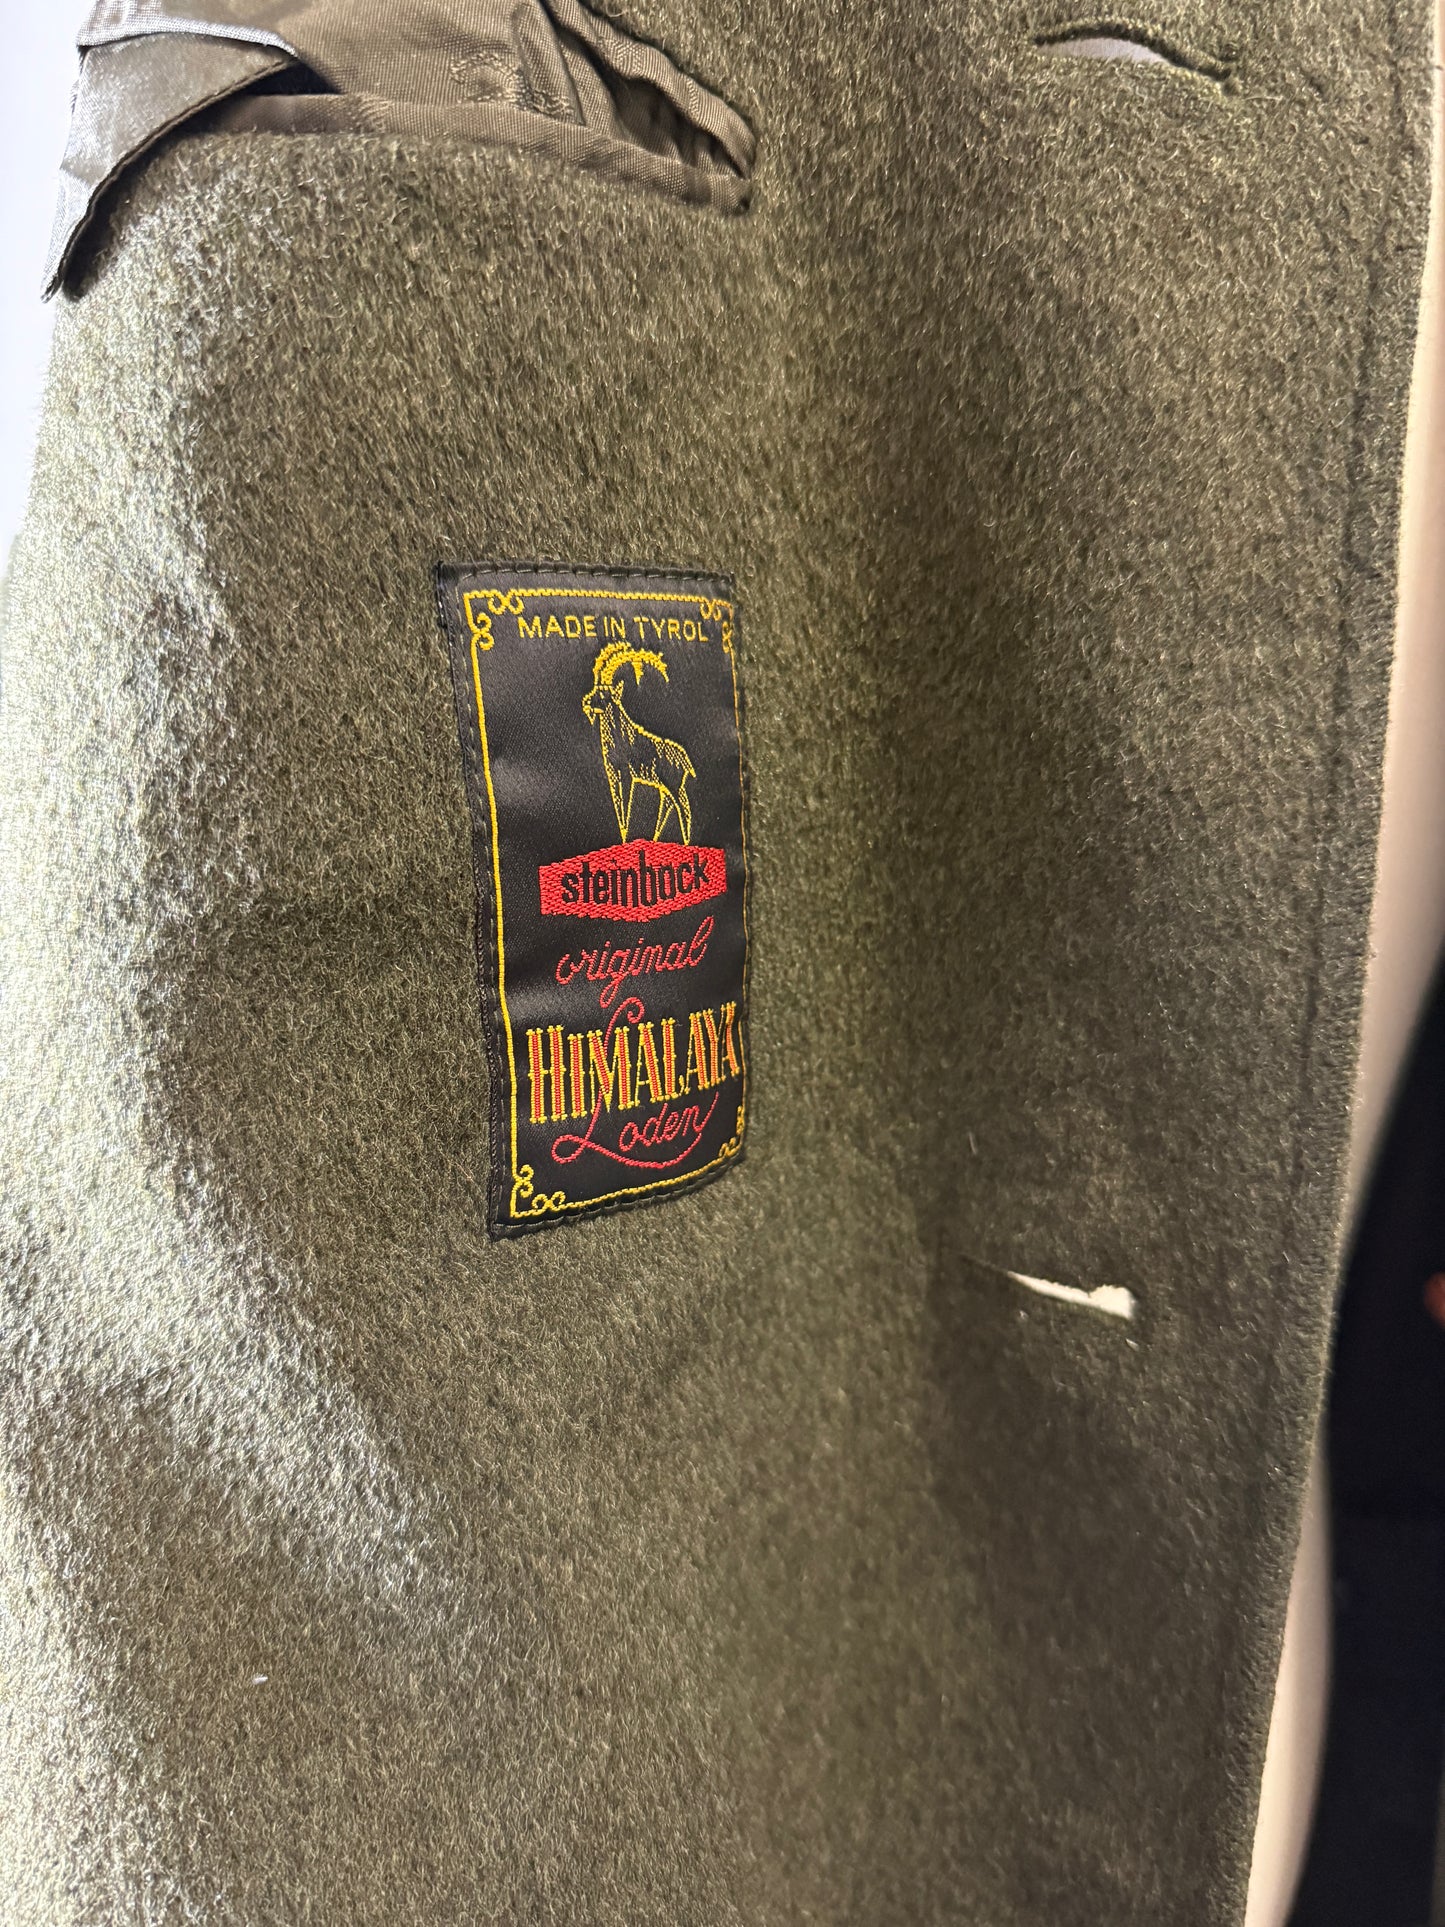 MADE IN TYROL
steinbock
original
HIMALAYA
Loden